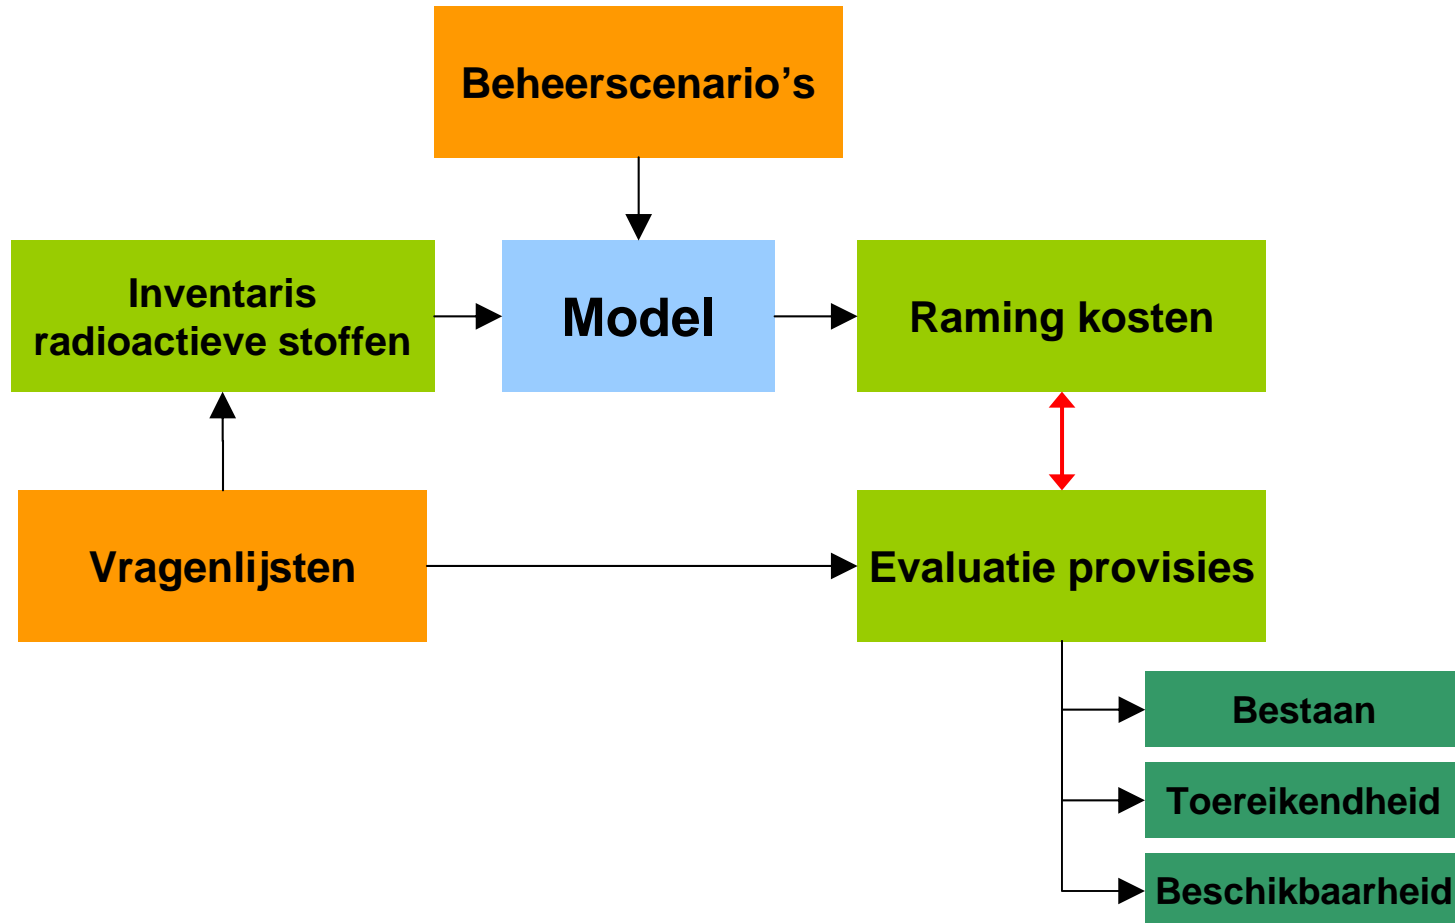 Beheerscenario’s
Inventaris
radioactieve stoffen
Model
Raming kosten
Vragenlijsten
Evaluatie provisies
Bestaan
Toereikendheid
Beschikbaarheid